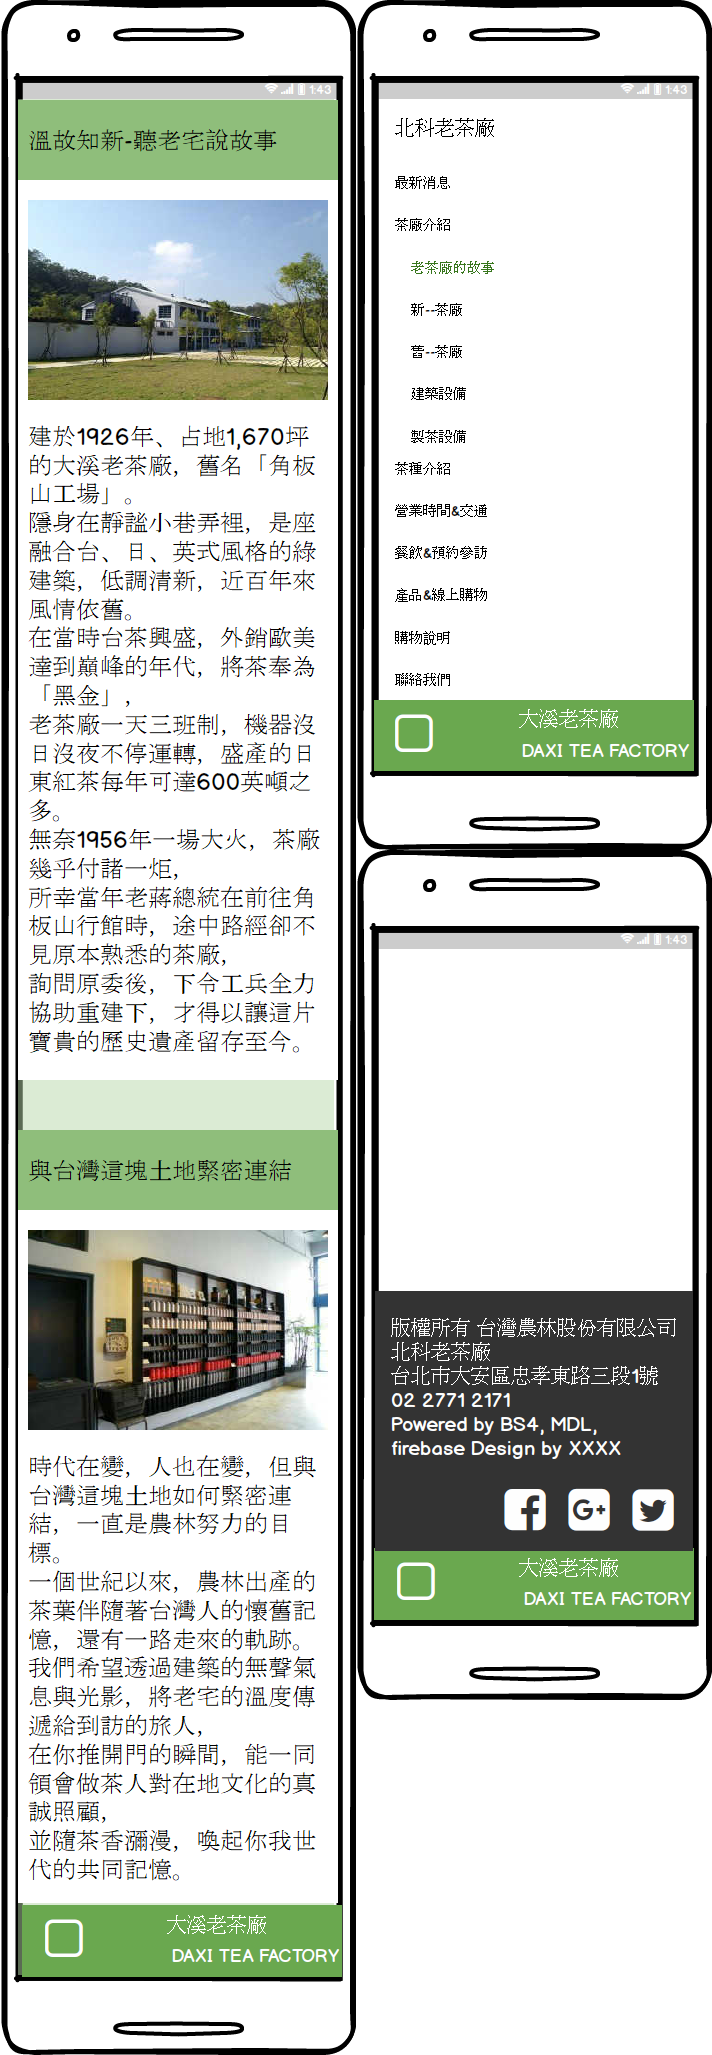 1:43
溫故知新-聽老宅說故事
建於1926年、占地1,670坪
的大溪老茶廠，舊名「角板
山工場」。
隱身在靜謐小巷弄裡，是座
融合台、日、英式風格的綠
建築，低調清新，近百年來
風情依舊。
在當時台茶興盛，外銷歐美
達到巔峰的年代，將茶奉為
「黑金」，
老茶廠一天三班制，機器沒
日沒夜不停運轉，盛產的日
東紅茶每年可達600英噸之
多。
無奈1956年一場大火，茶廠
幾乎付諸一炬，
所幸當年老蔣總統在前往角
板山行館時，途中路經卻不
見原本熟悉的茶廠，
詢問原委後，下令工兵全力
協助重建下，才得以讓這片
寶貴的歷史遺產留存至今。
與台灣這塊土地緊密連結
時代在變，人也在變，但與
台灣這塊土地如何緊密連
結，一直是農林努力的目
標。
一個世紀以來，農林出產的
茶葉伴隨著台灣人的懷舊記
憶，還有一路走來的軌跡。
我們希望透過建築的無聲氣
息與光影，將老宅的溫度傳
遞給到訪的旅人，
在你推開門的瞬間，能一同
領會做茶人對在地文化的真
誠照顧，
並隨茶香瀰漫，喚起你我世
代的共同記憶。
大溪老茶廠
DAXI TEA FACTORY
1:43
北科老茶廠
最新消息
茶廠介紹
老茶廠的故事
新--茶廠
舊--茶廠
建築設備
製茶設備
茶種介紹
營業時間&交通
餐飲&預約參訪
產品&線上購物
購物說明
聯絡我們
大溪老茶廠
DAXI TEA FACTORY
1:43
版權所有 台灣農林股份有限公司
北科老茶廠
台北市大安區忠孝東路三段1號
02 2771 2171
Powered by BS4, MDL,
firebase Design by XXXX
大溪老茶廠
DAXI TEA FACTORY